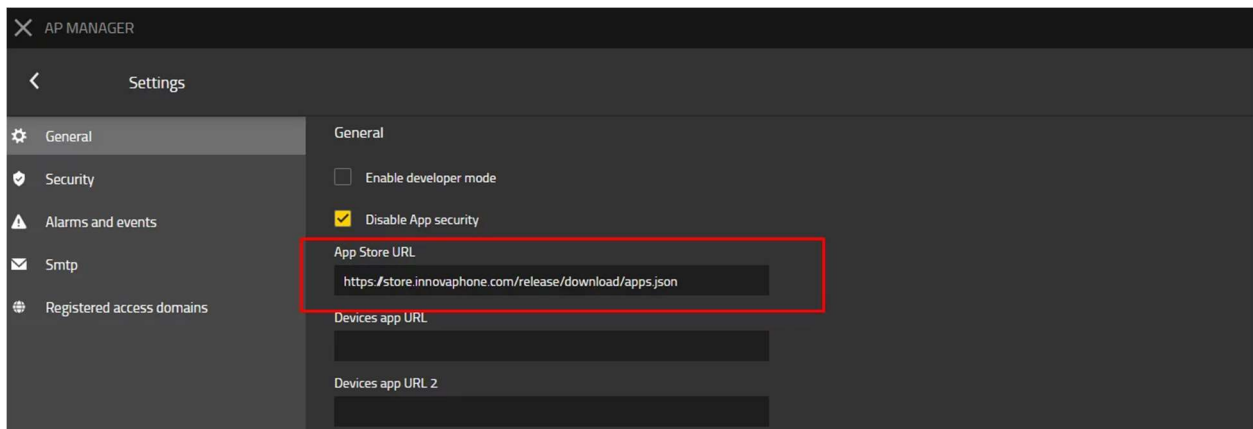 AP MANAGER
Settings
General
Security
Alarms and events
Smtp
Registered access domains
General
Enable developer mode
Disable App security
App Store URL
https://store.innovaphone.com/release/download/apps.json
Devices app URL
Devices app URL 2